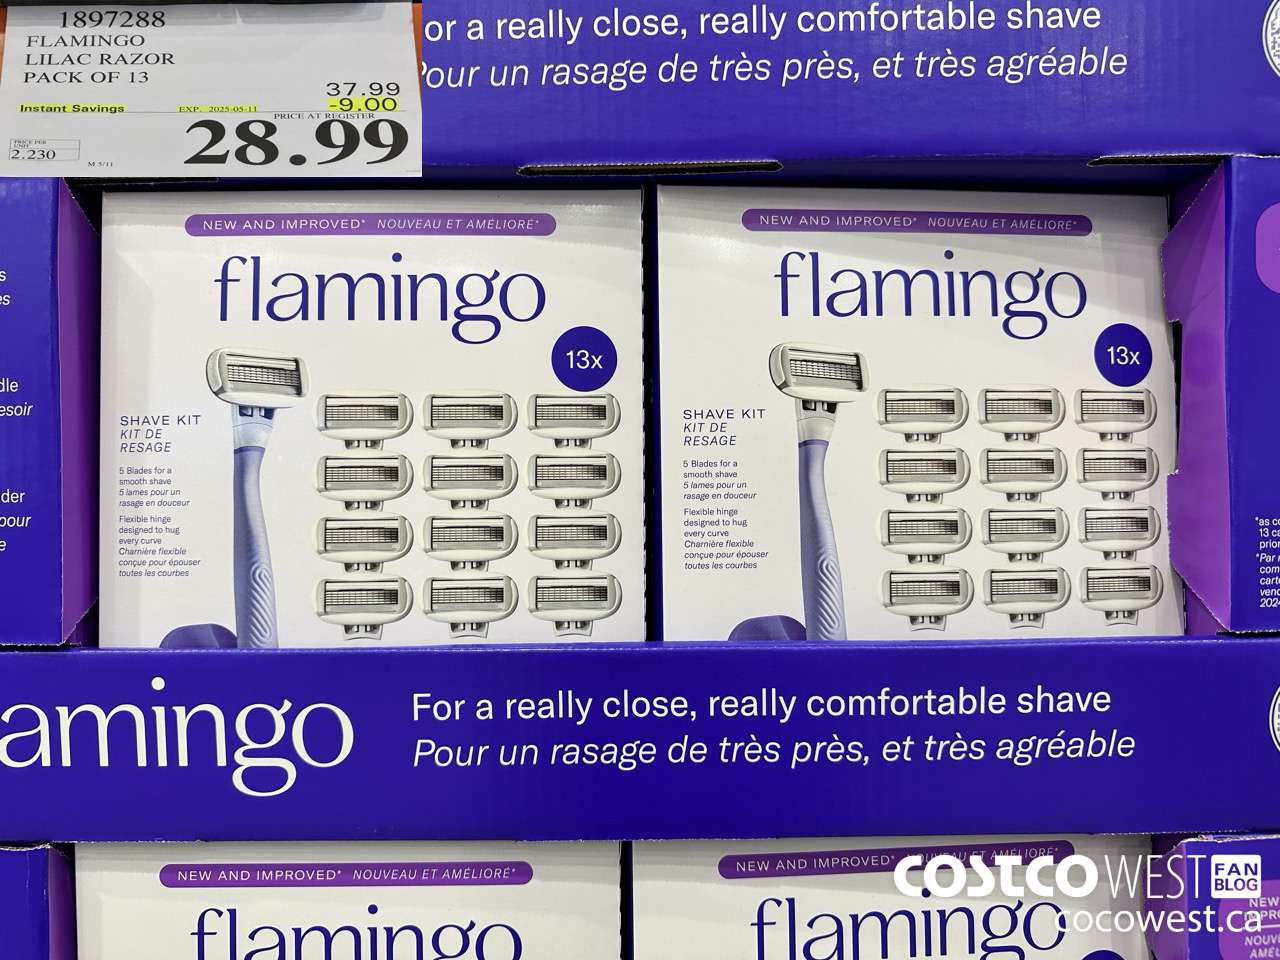 1897288
FLAMINGO
LILAC RAZOR
PACK OF 13
37.99
Instant Savings EXP. 2025-05-11 -9.00
PRICE AT REGISTER
28.99
PRICE PER
UNIT
2.230
M 5/11
or a really close, really comfortable shave
Pour un rasage de très près, et très agréable
NEW AND IMPROVED* NOUVEAU ET AMÉLIORÉ*
flamingo
13x
SHAVE KIT
KIT DE
RESAGE
5 Blades for a
smooth shave
5 lames pour un
rasage en douceur
Flexible hinge
designed to hug
every curve
Charnière flexible
conçue pour épouser
toutes les courbes
NEW AND IMPROVED* NOUVEAU ET AMÉLIORÉ*
flamingo
13x
SHAVE KIT
KIT DE
RESAGE
5 Blades for a
smooth shave
5 lames pour un
rasage en douceur
Flexible hinge
designed to hug
every curve
Charnière flexible
conçue pour épouser
toutes les courbes
amingo
For a really close, really comfortable shave
Pour un rasage de très près, et très agréable
NEW AND IMPROVED* NOUVEAU ET AMÉLIORÉ*
flamingo
NEW AND IMPROVED* NOUVEAU ET AMÉLIORÉ*
flamingo
COSTCO WEST FAN BLOG
cocowest.ca